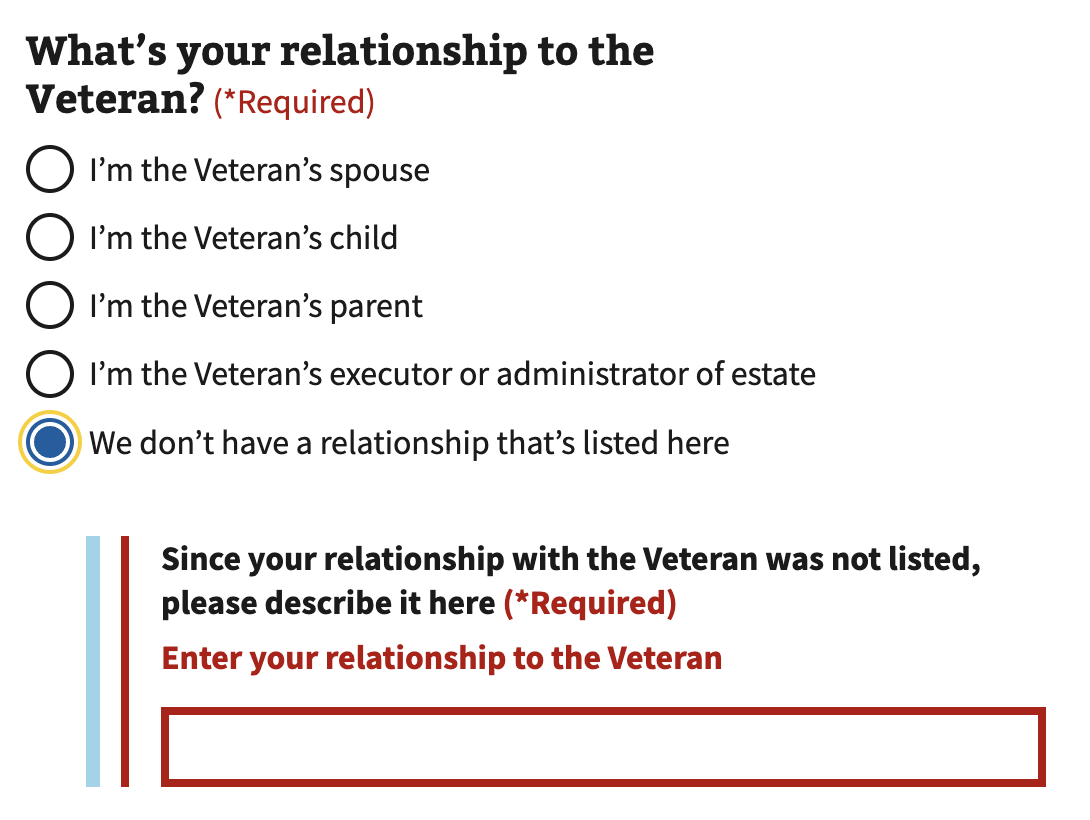 What’s your relationship to the
Veteran? (*Required)
I’m the Veteran’s spouse
I’m the Veteran’s child
I’m the Veteran’s parent
I’m the Veteran’s executor or administrator of estate
We don’t have a relationship that’s listed here
Since your relationship with the Veteran was not listed,
please describe it here (*Required)
Enter your relationship to the Veteran